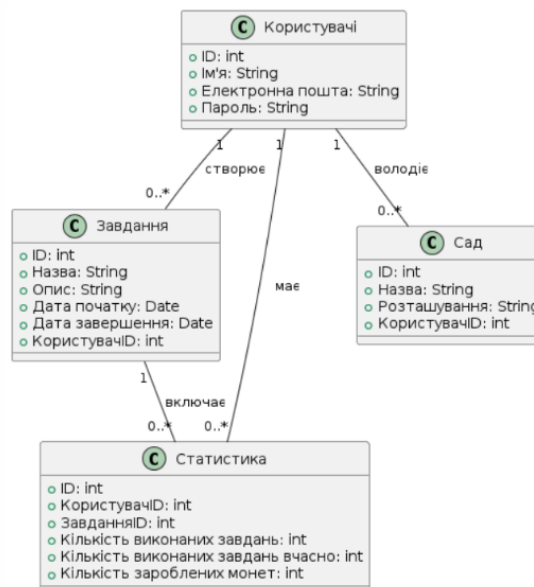 C Користувачі
ID: int
Ім'я: String
Електронна пошта: String
Пароль: String
1
1
1
створює
володіє
0..*
0..*
C Завдання
ID: int
Назва: String
Опис: String
Дата початку: Date
Дата завершення: Date
КористувачID: int
C Сад
ID: int
Назва: String
Розташування: String
КористувачID: int
має
1
включає
0..*
0..*
C Статистика
ID: int
КористувачID: int
ЗавданняID: int
Кількість виконаних завдань: int
Кількість виконаних завдань вчасно: int
Кількість зароблених монет: int